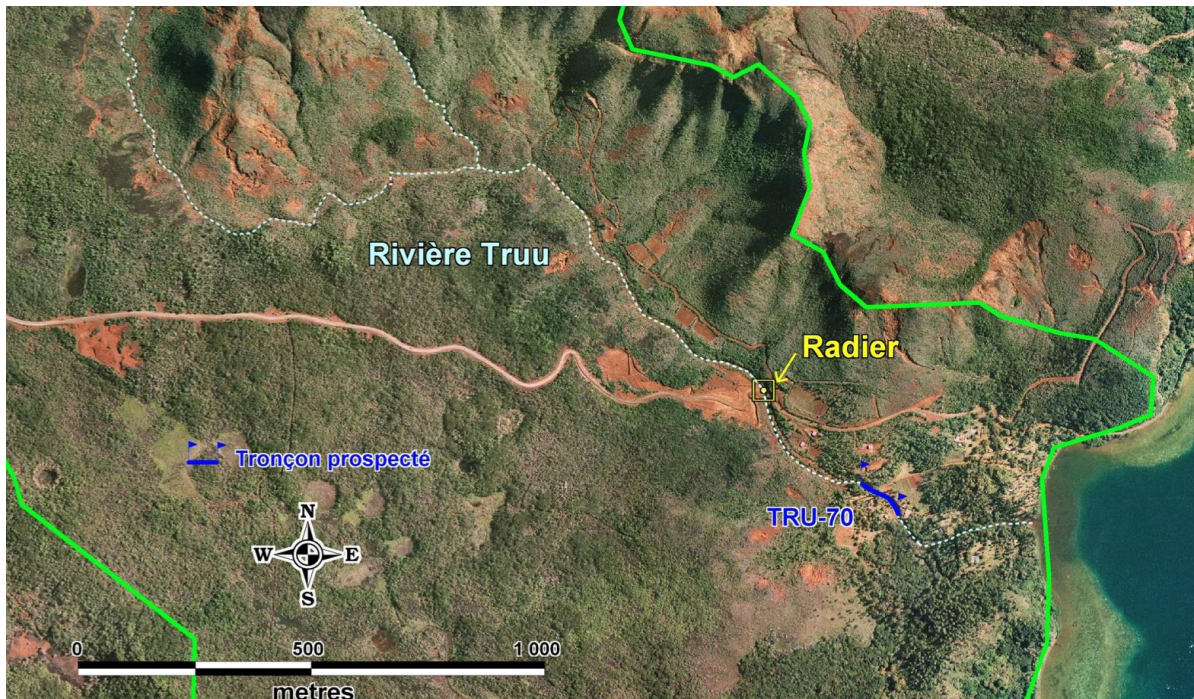 Rivière Truu
Radier
Tronçon prospecté
TRU-70
N
W E
S
0 500 1 000
metres